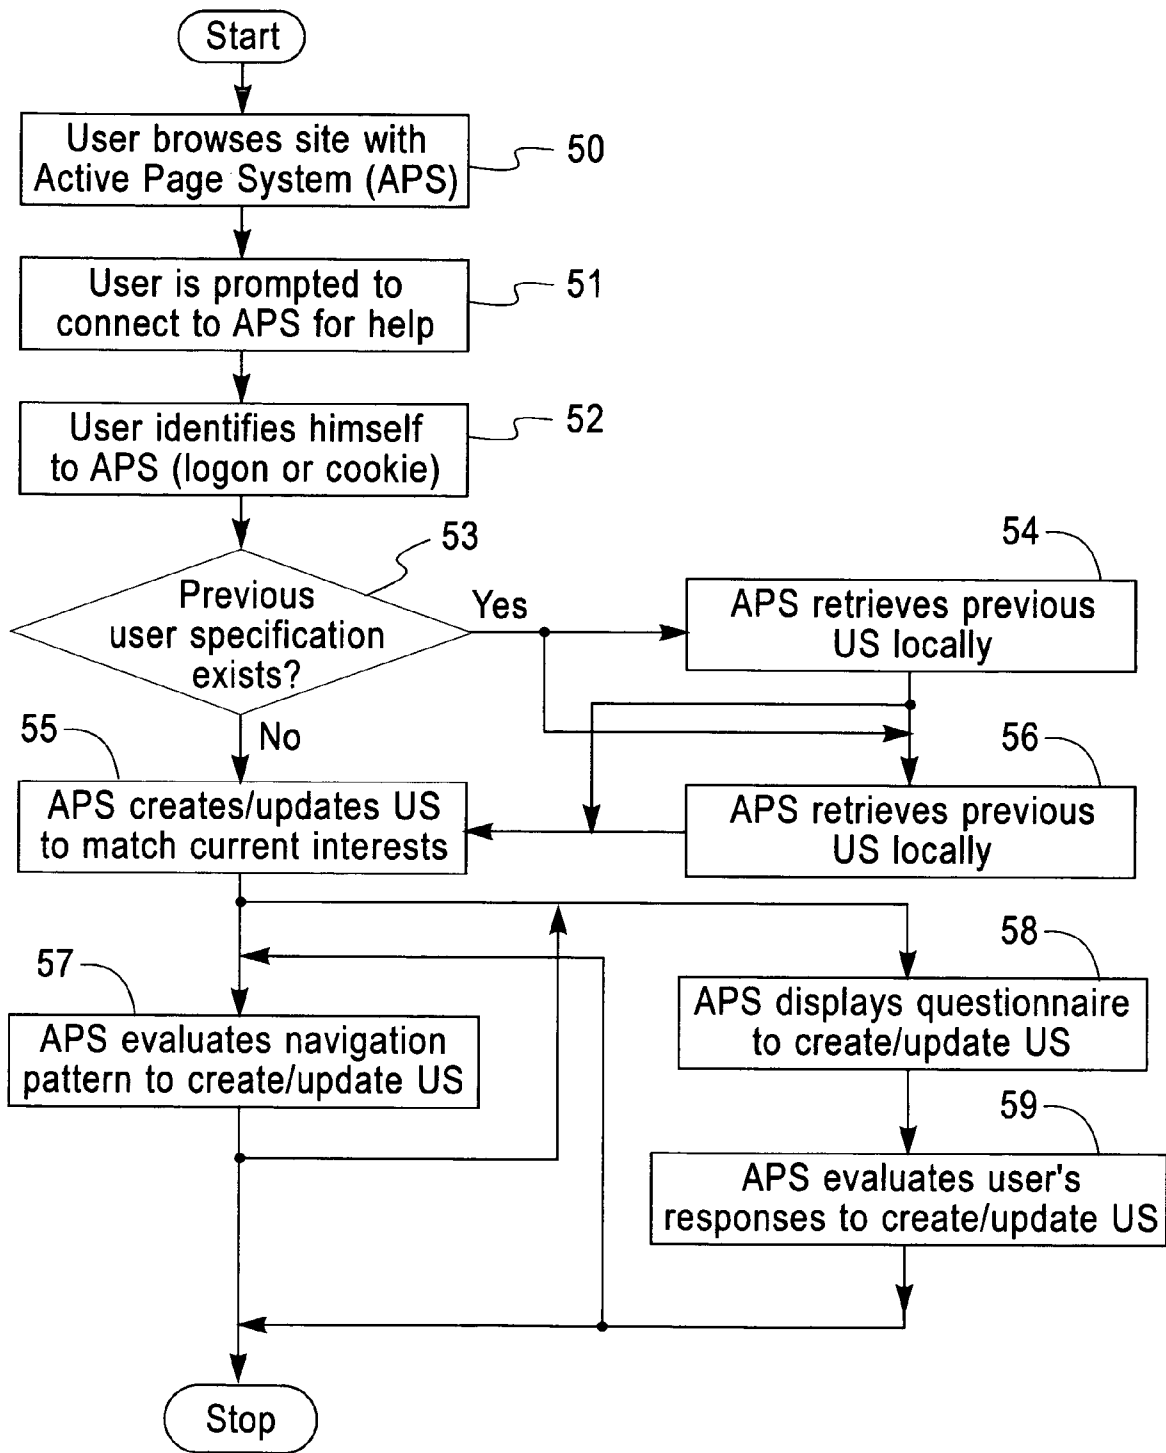 Start
User browses site with
Active Page System (APS)
50
User is prompted to
connect to APS for help
51
User identifies himself
to APS (logon or cookie)
52
53
Previous
user specification
exists?
Yes
No
54
APS retrieves previous
US locally
55
APS creates/updates US
to match current interests
56
APS retrieves previous
US locally
57
APS evaluates navigation
pattern to create/update US
58
APS displays questionnaire
to create/update US
59
APS evaluates user's
responses to create/update US
Stop